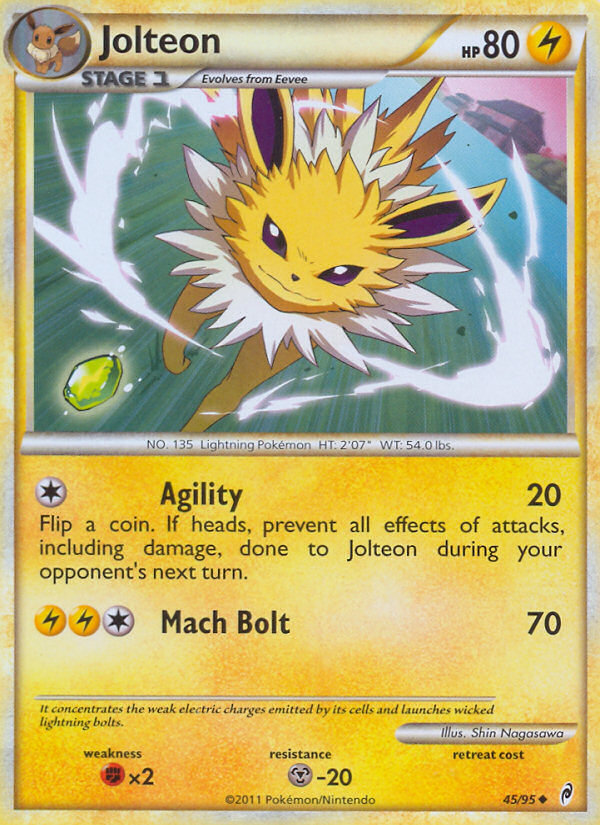 Jolteon
HP 80
STAGE 1
Evolves from Eevee
NO. 135 Lightning Pokémon HT: 2'07" WT: 54.0 lbs.
Agility 20
Flip a coin. If heads, prevent all effects of attacks,
including damage, done to Jolteon during your
opponent's next turn.
Mach Bolt 70
It concentrates the weak electric charges emitted by its cells and launches wicked
lightning bolts.
Illus. Shin Nagasawa
weakness resistance retreat cost
×2 -20
©2011 Pokémon/Nintendo 45/95